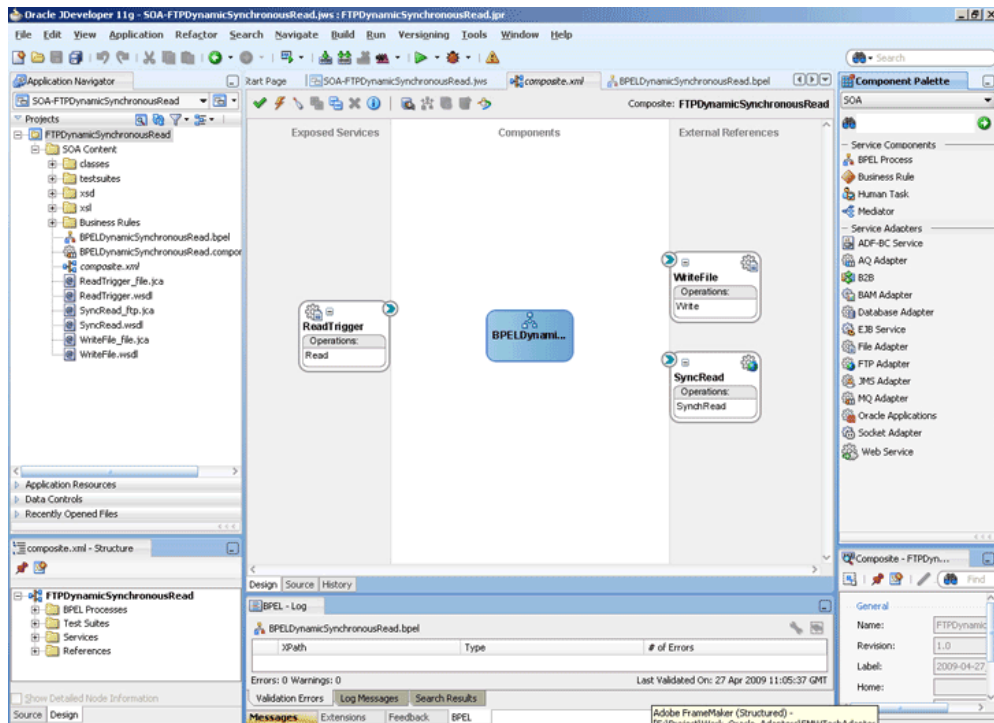 Oracle JDeveloper 11g - SOA-FTPDynamicSynchronousRead.jws : FTPDynamicSynchronousRead.jpr
File Edit View Application Refactor Search Navigate Build Run Versigning Tools Window Help
Search
Application Navigator
SOA-FTPDynamicSynchronousRead
Projects
FTPDynamicSynchronousRead
SOA Content
classes
testsuites
xsd
xsl
Business Rules
BPELDynamicSynchronousRead.bpel
BPELDynamicSynchronousRead.compor
composite.xml
ReadTrigger_file.jca
ReadTrigger.wsdl
SyncRead_ftp.jca
SyncRead.wsdl
WriteFile_file.jca
WriteFile.wsdl
Application Resources
Data Controls
Recently Opened Files
composite.xml - Structure
FTPDynamicSynchronousRead
BPEL Processes
Test Suites
Services
References
Show Detailed Node Information
Source Design
Start Page SOA-FTPDynamicSynchronousRead.jws composite.xml BPELDynamicSynchronousRead.bpel
Composite: FTPDynamicSynchronousRead
Exposed Services Components External References
ReadTrigger
Operations:
Read
BPELDynami...
WriteFile
Operations:
Write
SyncRead
Operations:
SynchRead
Design Source History
BPEL - Log
BPELDynamicSynchronousRead.bpel
XPath Type # of Errors
Errors: 0 Warnings: 0 Last Validated On: 27 Apr 2009 11:05:37 GMT
Validation Errors Log Messages Search Results
Messages Extensions Feedback BPEL
Adobe FrameMaker (Structured) -
Component Palette
SOA
Service Components
BPEL Process
Business Rule
Human Task
Mediator
Service Adapters
ADF-BC Service
AQ Adapter
B2B
BAM Adapter
Database Adapter
EJB Service
File Adapter
FTP Adapter
JMS Adapter
MQ Adapter
Oracle Applications
Socket Adapter
Web Service
Composite - FTPDyn...
Find
General
Name: FTPDynamic
Revision: 1.0
Label: 2009-04-27
Home: